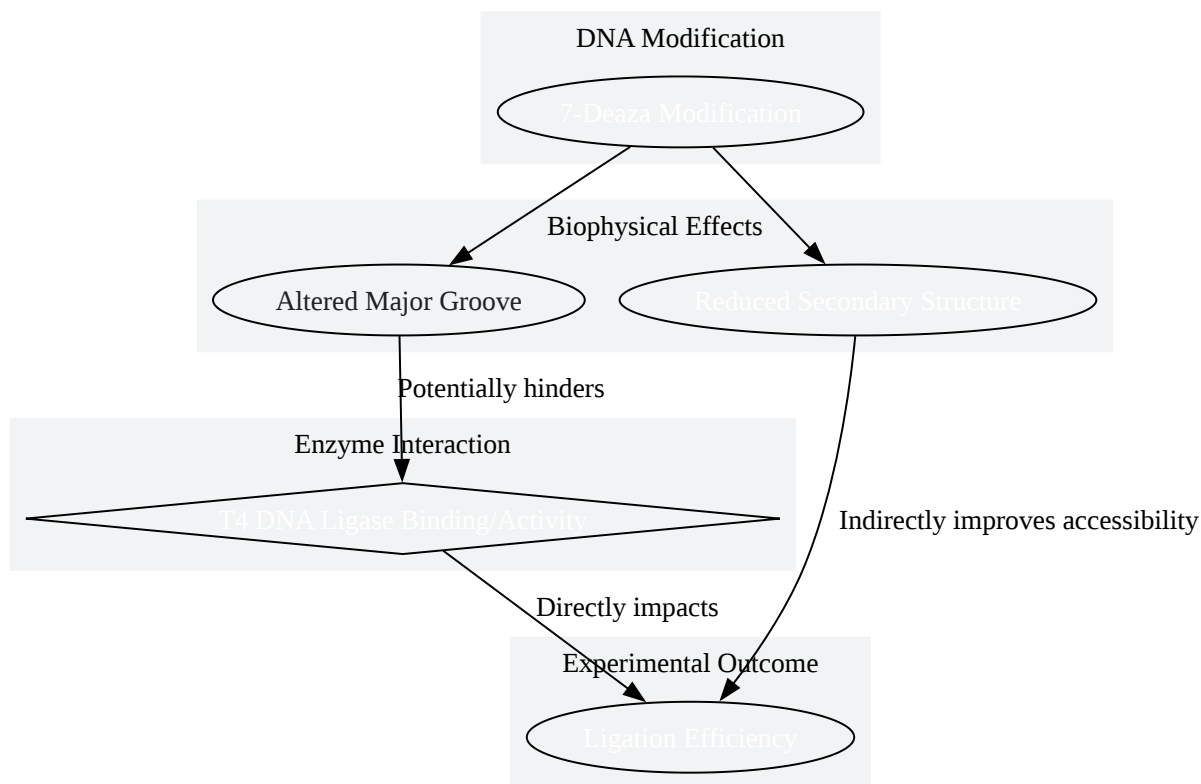 DNA Modification
7-Deaza Modification
Biophysical Effects
Altered Major Groove
Reduced Secondary Structure
Potentially hinders
Enzyme Interaction
T4 DNA Ligase Binding/Activity
Indirectly improves accessibility
Directly impacts
Experimental Outcome
Ligation Efficiency